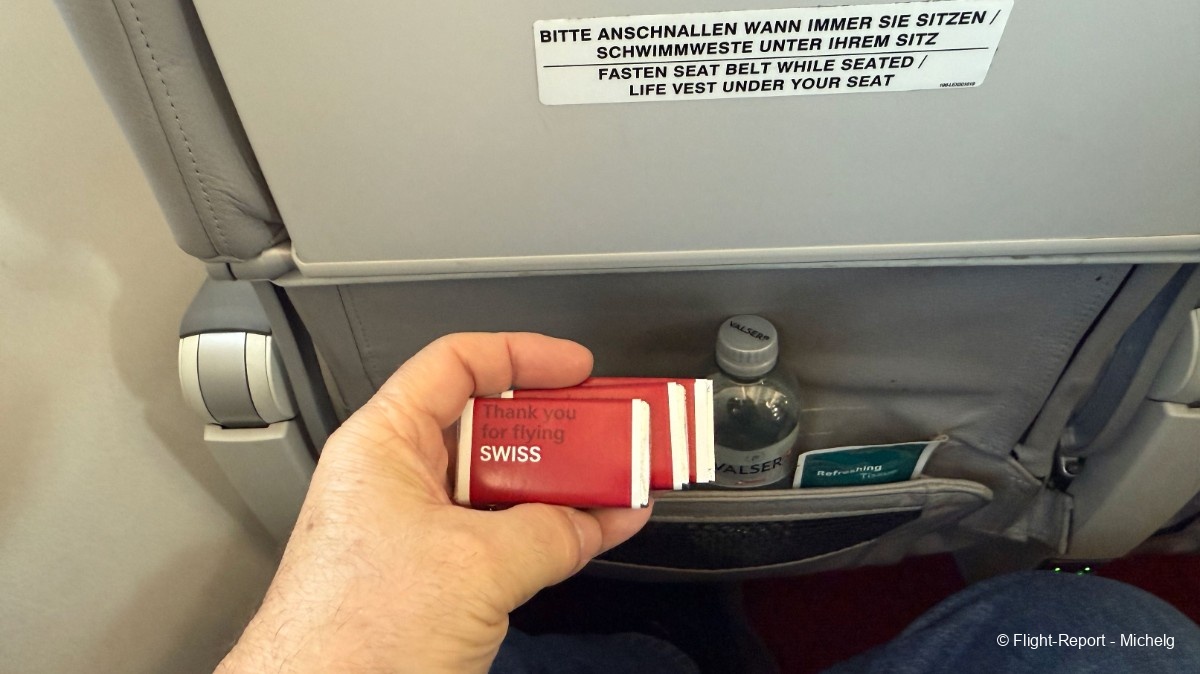 BITTE ANSCHNALLEN WANN IMMER SIE SITZEN /
SCHWIMMWESTE UNTER IHREM SITZ
FASTEN SEAT BELT WHILE SEATED /
LIFE VEST UNDER YOUR SEAT
VALSER
Thank you
for flying
SWISS
VALSER
Refreshing
Tissue
© Flight-Report - Michelg